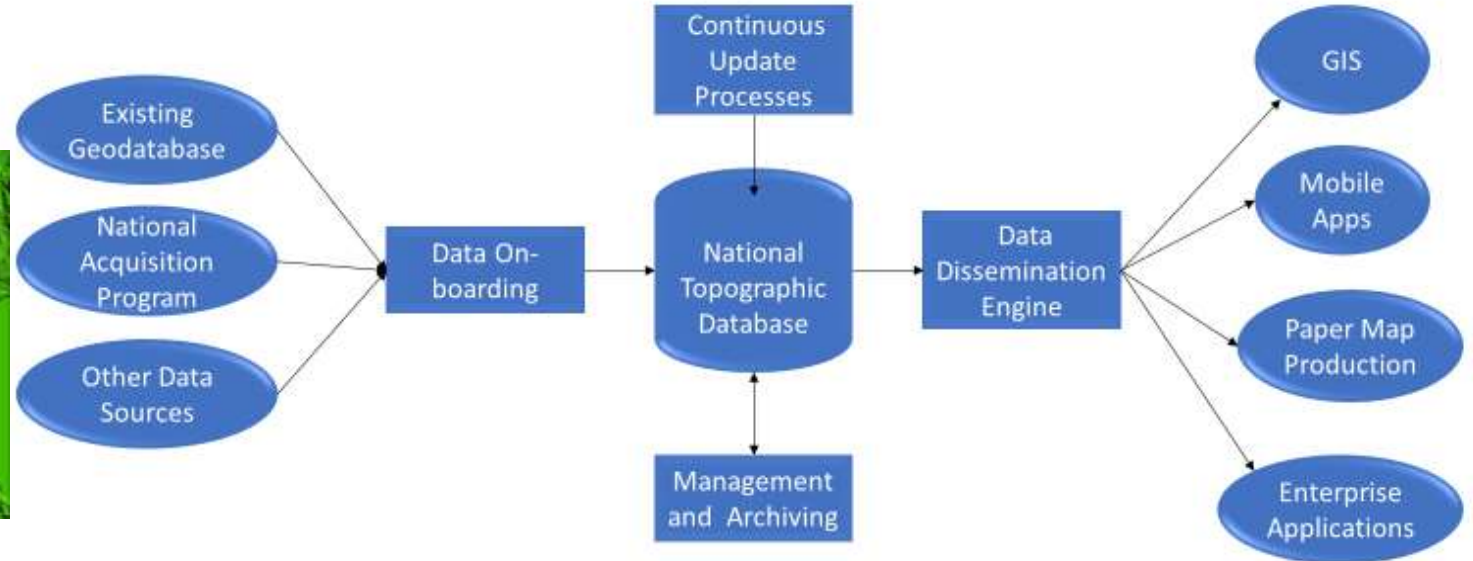 Existing
Geodatabase
National
Acquisition
Program
Other Data
Sources
Data On-
boarding
Continuous
Update
Processes
National
Topographic
Database
Management
and Archiving
Data
Dissemination
Engine
GIS
Mobile
Apps
Paper Map
Production
Enterprise
Applications